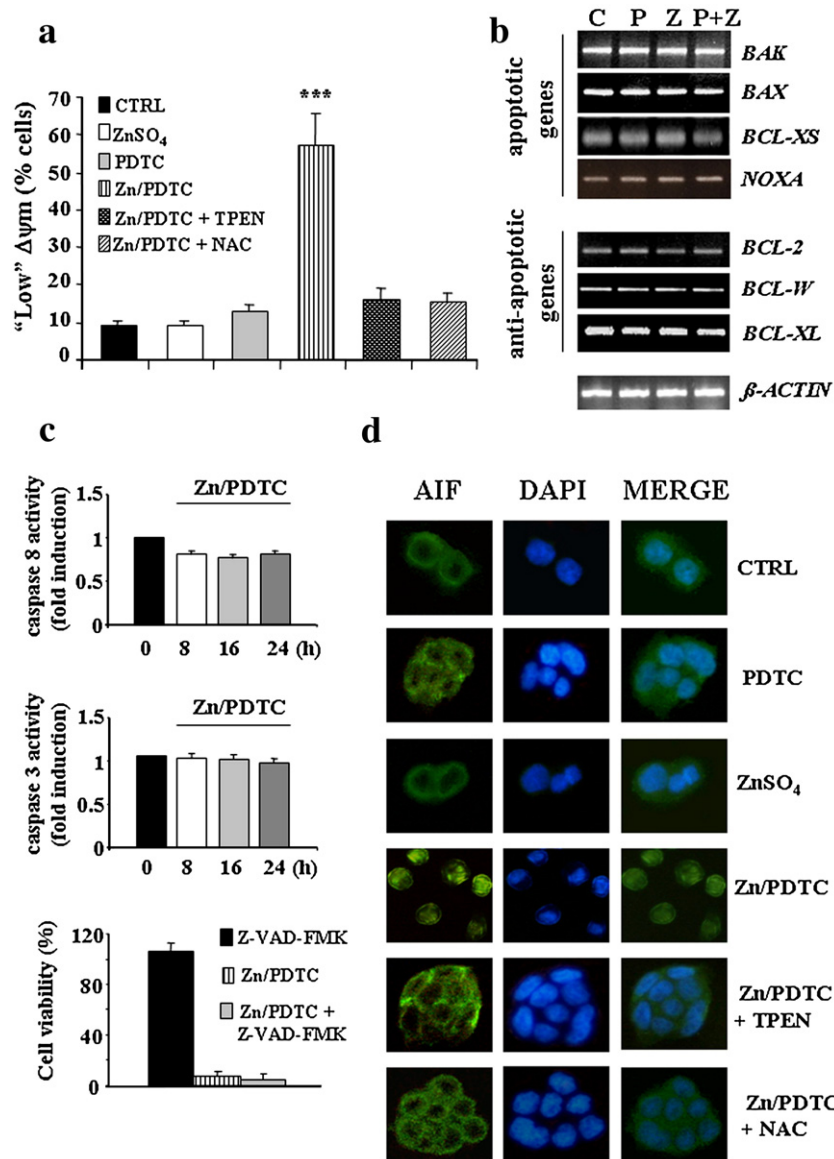 a
"Low" Δψm (% cells)
70
60
50
40
30
20
10
0
***
CTRL
ZnSO₄
PDTC
Zn/PDTC
Zn/PDTC + TPEN
Zn/PDTC + NAC
b
C P Z P+Z
apoptotic genes
BAK
BAX
BCL-XS
NOXA
anti-apoptotic genes
BCL-2
BCL-W
BCL-XL
ß-ACTIN
c
caspase 8 activity
(fold induction)
Zn/PDTC
1.5
1
0.5
0
0 8 16 24 (h)
caspase 3 activity
(fold induction)
Zn/PDTC
1.5
1
0.5
0
0 8 16 24 (h)
Cell viability (%)
120
80
40
0
Z-VAD-FMK
Zn/PDTC
Zn/PDTC +
Z-VAD-FMK
d
AIF DAPI MERGE
CTRL
PDTC
ZnSO₄
Zn/PDTC
Zn/PDTC
+ TPEN
Zn/PDTC
+ NAC